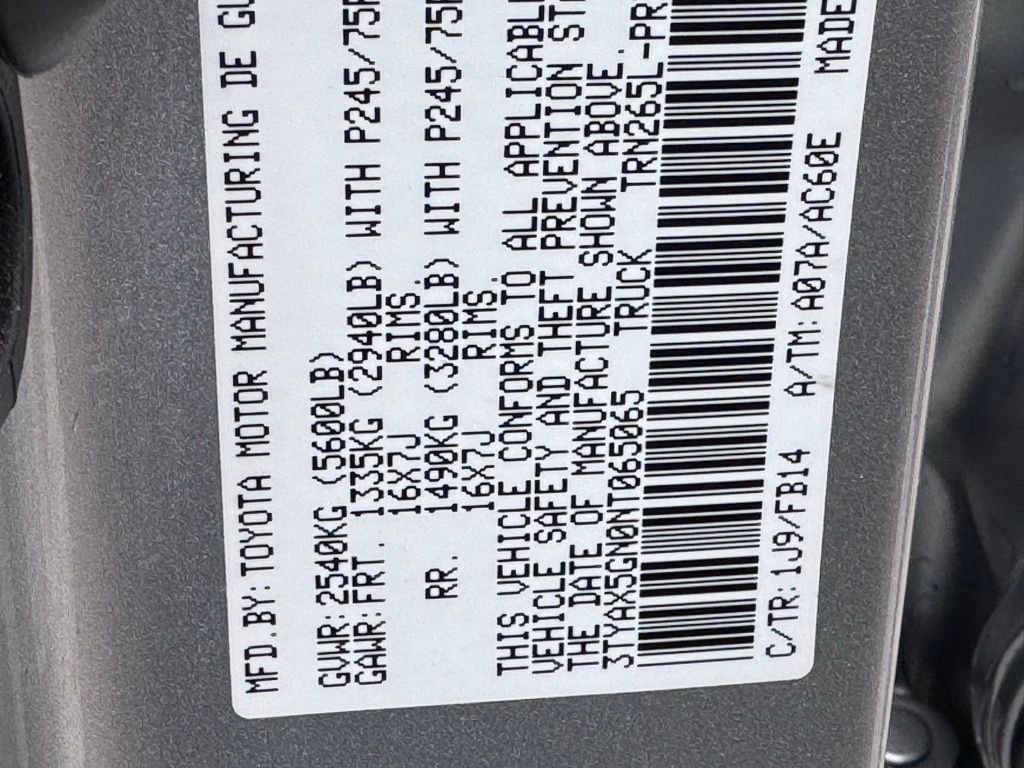 MFD.BY:TOYOTA MOTOR MANUFACTURING DE GU
GVWR:2540KG (5600LB)
GAWR:FRT. 1335KG (2940LB) WITH P245/75R
16X7J RIMS.
RR. 1490KG (3280LB) WITH P245/75R
16X7J RIMS.
THIS VEHICLE CONFORMS TO ALL APPLICABLE
VEHICLE SAFETY AND THEFT PREVENTION STA
THE DATE OF MANUFACTURE SHOWN ABOVE.
3TYAX5GN0NT065065 TRUCK TRN265L-PR
C/TR:1J9/FB14 A/TM:A07A/AC60E MADE